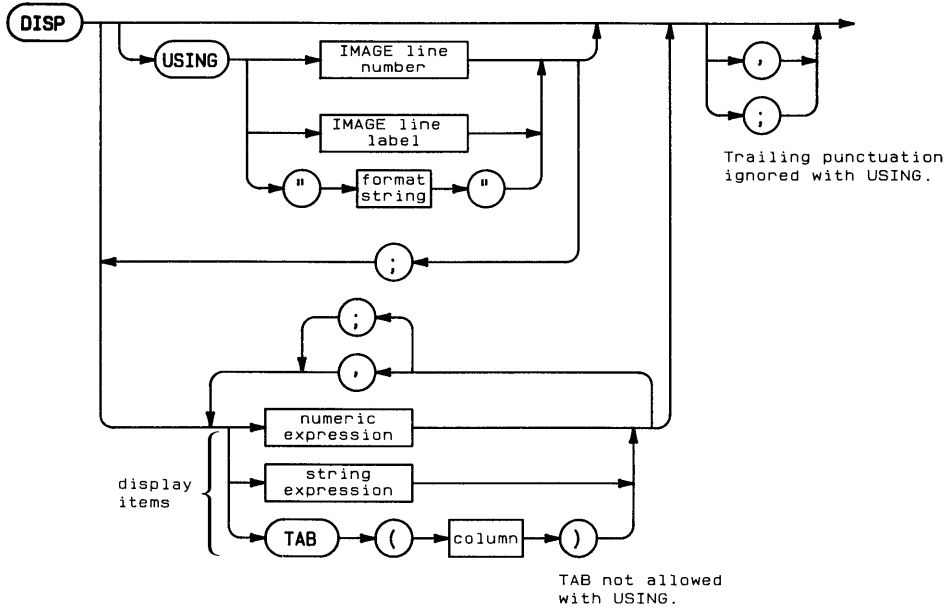 DISP
USING
IMAGE line
number
IMAGE line
label
"
format
string
"
,
;
Trailing punctuation
ignored with USING.
;
;
,
numeric
expression
display
items
string
expression
TAB
(
column
)
TAB not allowed
with USING.